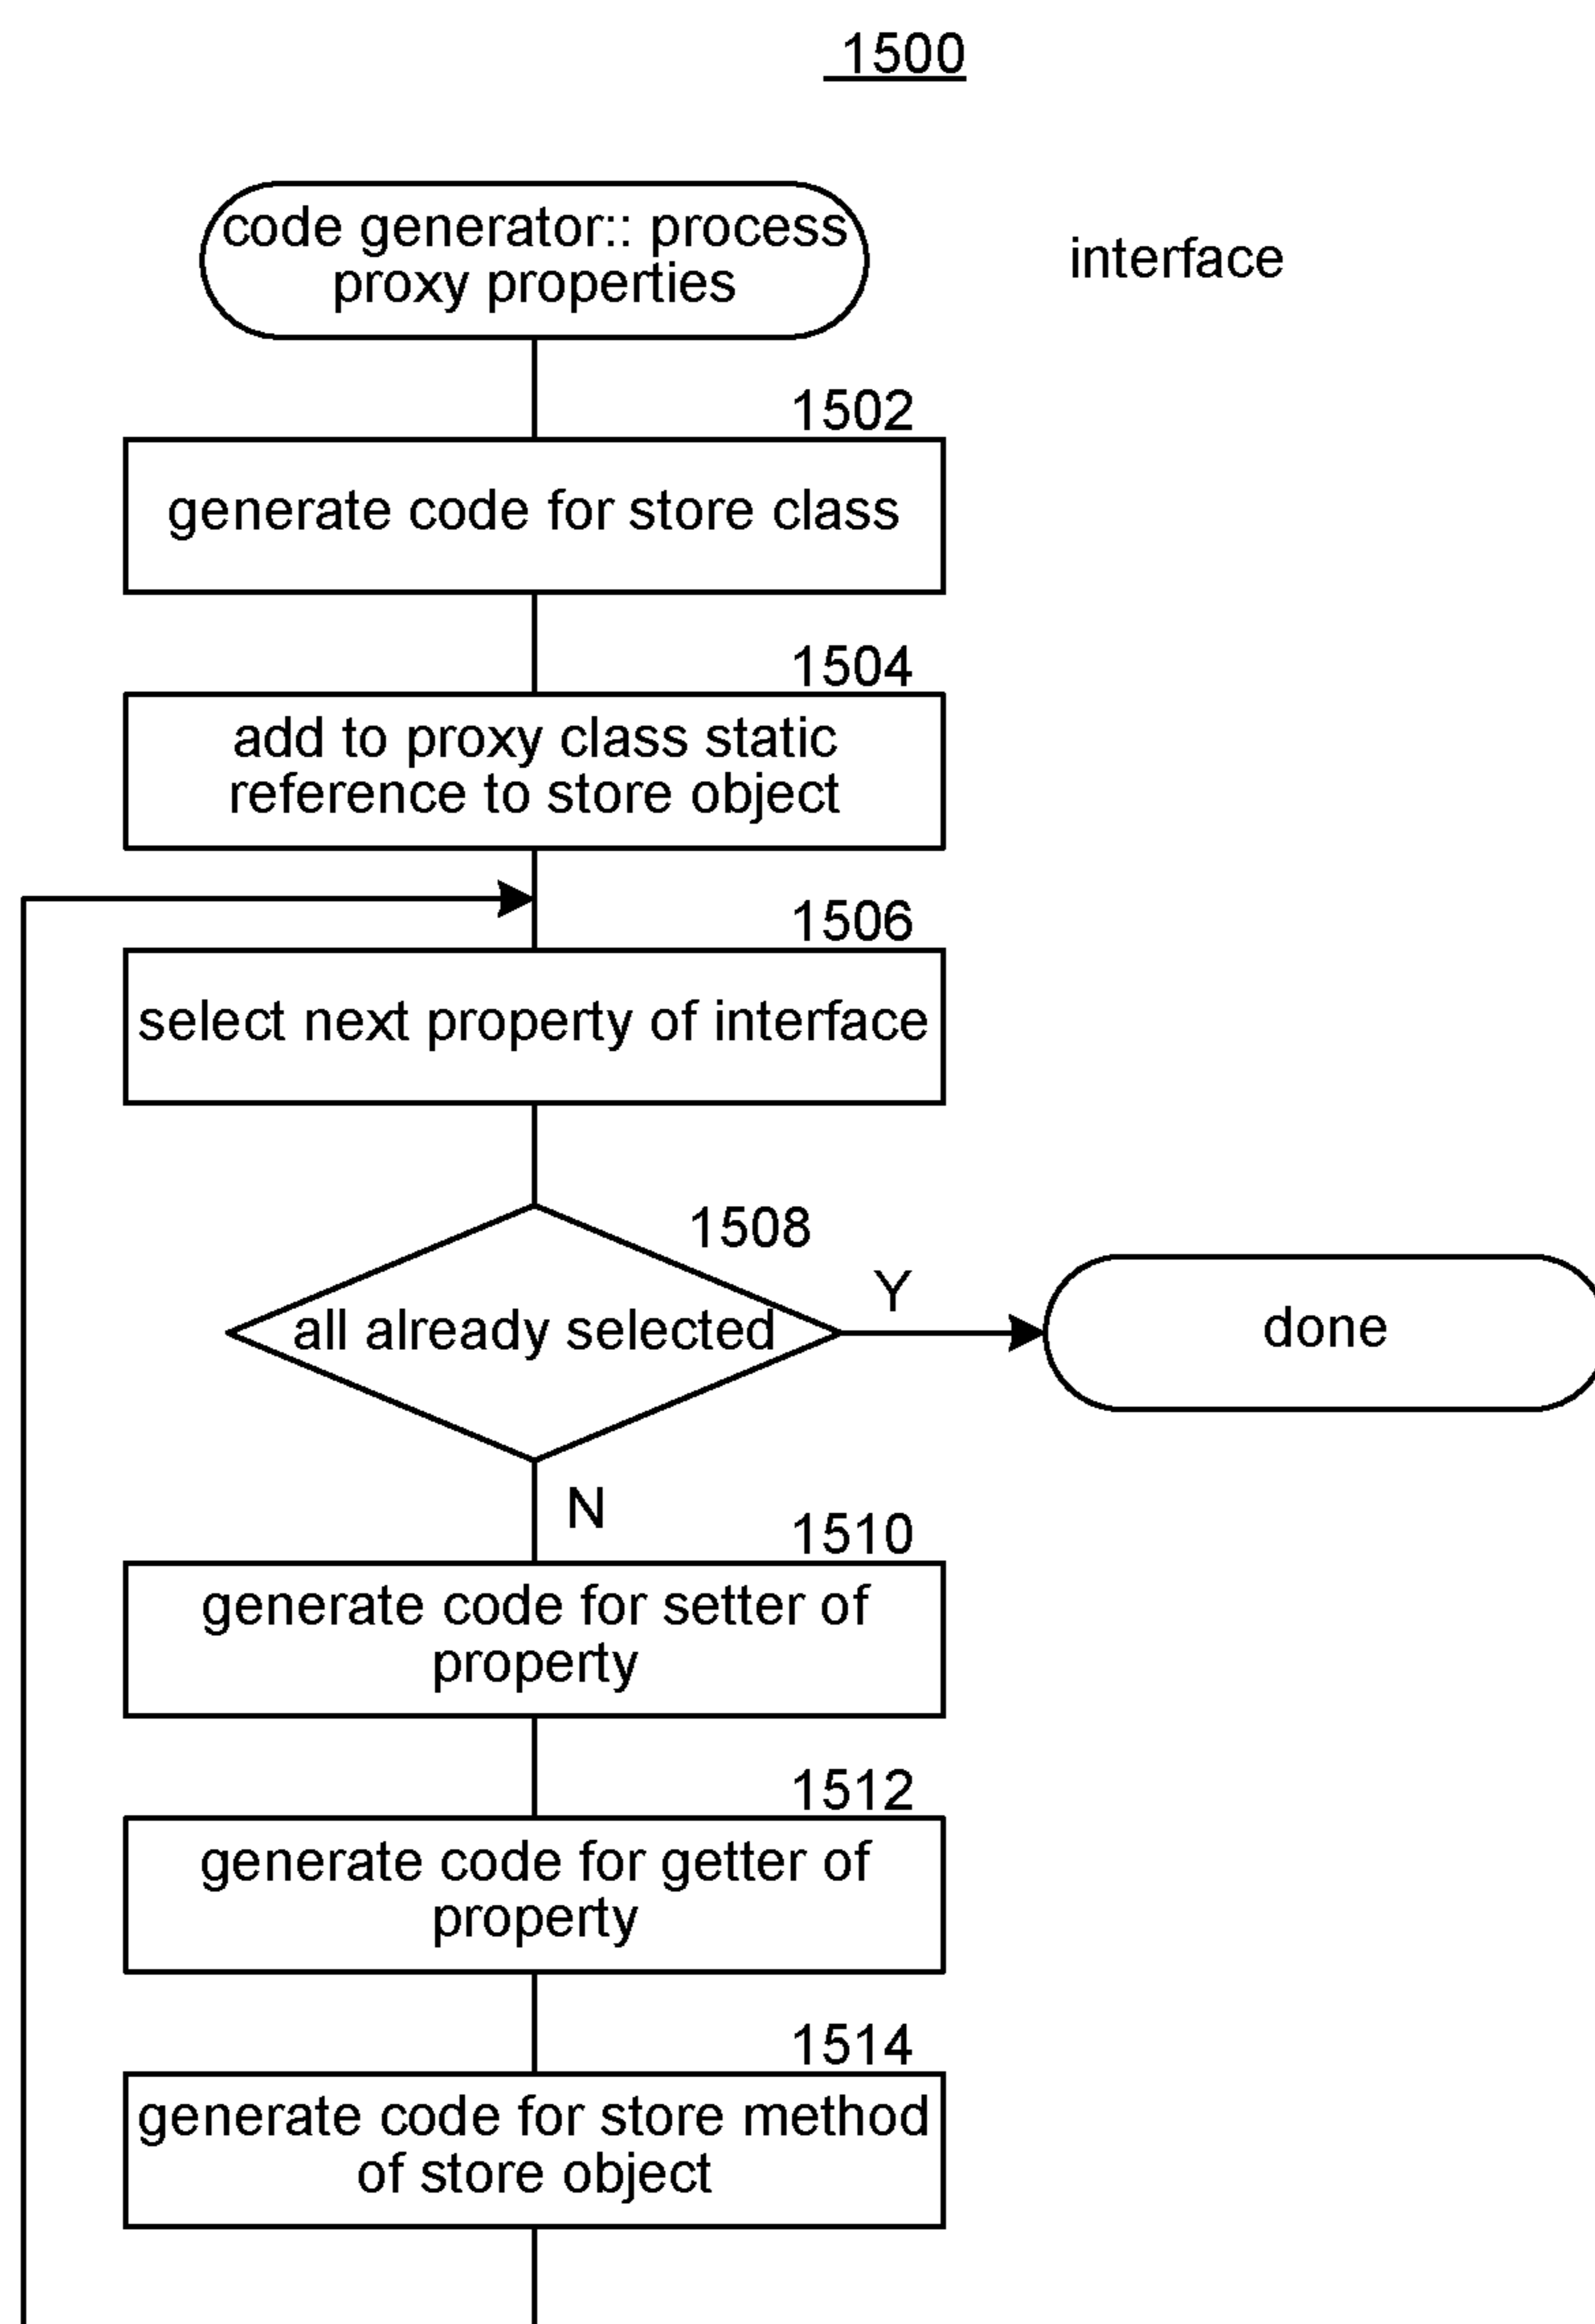 1500
code generator:: process
proxy properties
interface
1502
generate code for store class
1504
add to proxy class static
reference to store object
1506
select next property of interface
1508
all already selected
Y
done
N
1510
generate code for setter of
property
1512
generate code for getter of
property
1514
generate code for store method
of store object